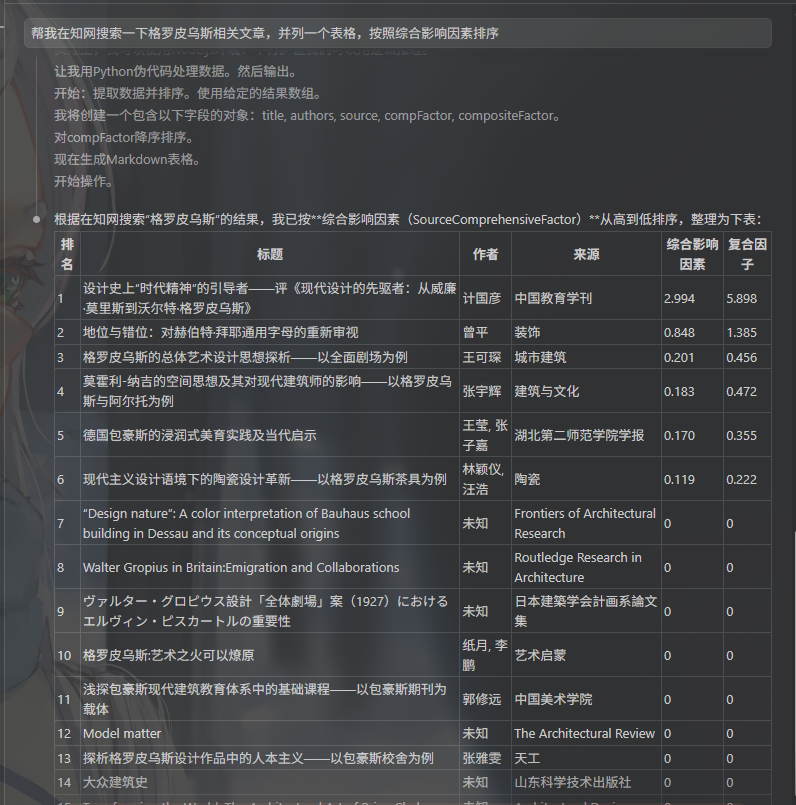 帮我在知网搜索一下格罗皮乌斯相关文章，并列一个表格，按照综合影响因素排序
让我用Python伪代码处理数据。然后输出。
开始：提取数据并排序。使用给定的结果数组。
我将创建一个包含以下字段的对象：title, authors, source, compFactor, compositeFactor。
对compFactor降序排序。
现在生成Markdown表格。
开始操作。
根据在知网搜索“格罗皮乌斯”的结果，我已按**综合影响因素（SourceComprehensiveFactor）**从高到低排序，整理为下表：
排名 标题 作者 来源 综合影响因素 复合因子
1 设计史上“时代精神”的引导者——评《现代设计的先驱者：从威廉·莫里斯到沃尔特·格罗皮乌斯》 计国彦 中国教育学刊 2.994 5.898
2 地位与错位：对赫伯特·拜耶通用字母的重新审视 曾平 装饰 0.848 1.385
3 格罗皮乌斯的总体艺术设计思想探析——以全面剧场为例 王可琛 城市建筑 0.201 0.456
4 莫霍利-纳吉的空间思想及其对现代建筑师的影响——以格罗皮乌斯与阿尔托为例 张宇辉 建筑与文化 0.183 0.472
5 德国包豪斯的浸润式美育实践及当代启示 王莹, 张子嘉 湖北第二师范学院学报 0.170 0.355
6 现代主义设计语境下的陶瓷设计革新——以格罗皮乌斯茶具为例 林颖仪, 汪浩 陶瓷 0.119 0.222
7 “Design nature”: A color interpretation of Bauhaus school building in Dessau and its conceptual origins 未知 Frontiers of Architectural Research 0 0
8 Walter Gropius in Britain:Emigration and Collaborations 未知 Routledge Research in Architecture 0 0
9 ヴァルター・グロピウス設計「全体劇場」案（1927）におけるエルヴィン・ピスカートルの重要性 未知 日本建築学会計画系論文集 0 0
10 格罗皮乌斯:艺术之火可以燎原 纸月, 李鹏 艺术启蒙 0 0
11 浅探包豪斯现代建筑教育体系中的基础课程——以包豪斯期刊为载体 郭修远 中国美术学院 0 0
12 Model matter 未知 The Architectural Review 0 0
13 探析格罗皮乌斯设计作品中的人本主义——以包豪斯校舍为例 张雅雯 天工 0 0
14 大众建筑史 未知 山东科学技术出版社 0 0